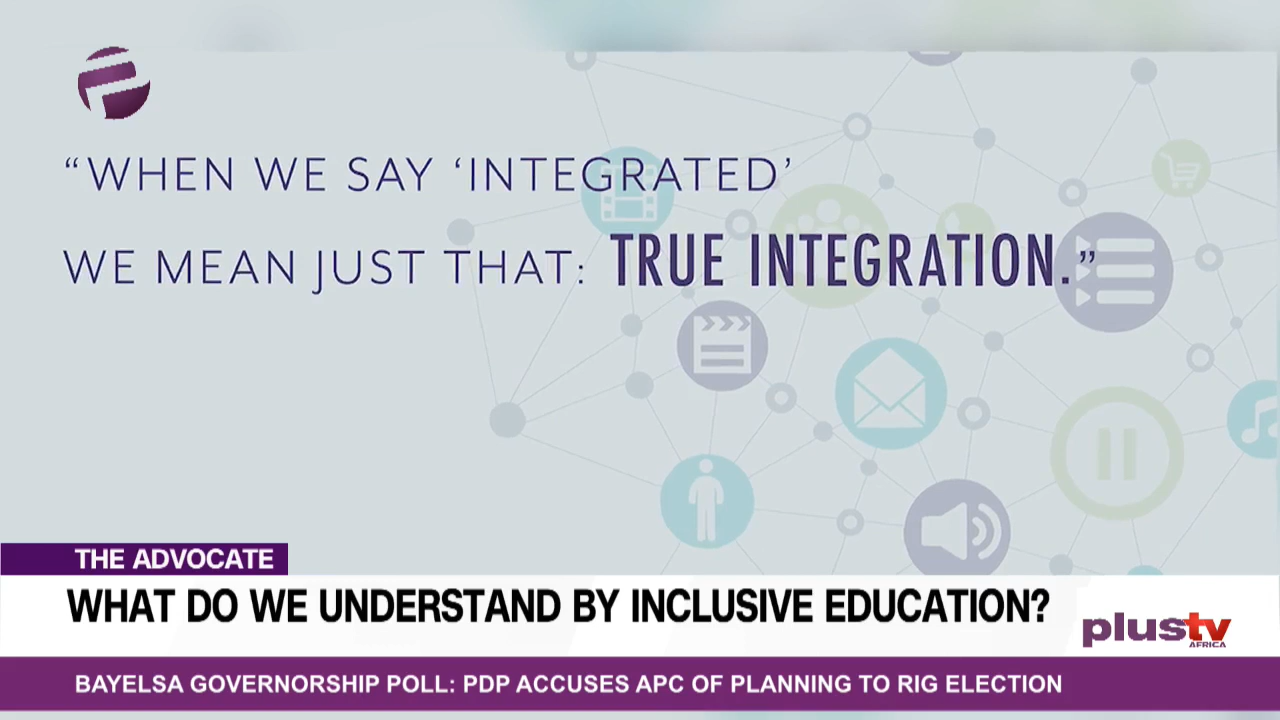 “WHEN WE SAY ‘INTEGRATED’
WE MEAN JUST THAT: TRUE INTEGRATION.”
THE ADVOCATE
WHAT DO WE UNDERSTAND BY INCLUSIVE EDUCATION?
plustv
AFRICA
BAYELSA GOVERNORSHIP POLL: PDP ACCUSES APC OF PLANNING TO RIG ELECTION